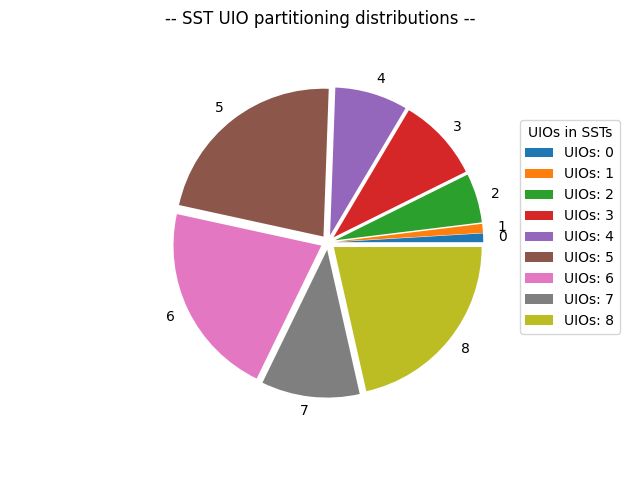 -- SST UIO partitioning distributions --
4
5
3
2
1
0
6
7
8
UIOs in SSTs
UIOs: 0
UIOs: 1
UIOs: 2
UIOs: 3
UIOs: 4
UIOs: 5
UIOs: 6
UIOs: 7
UIOs: 8